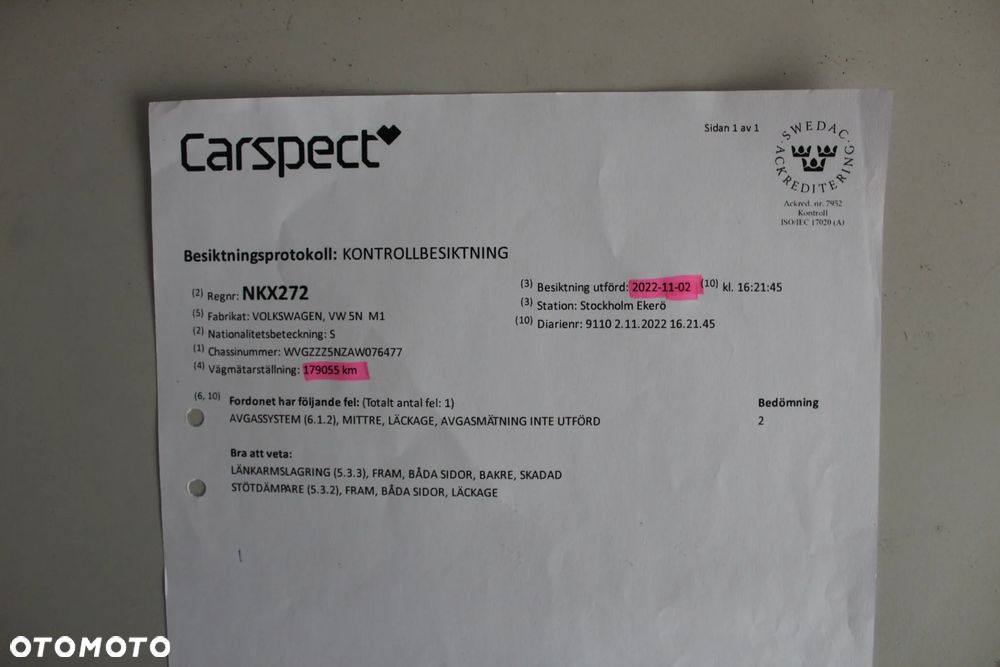 Carspect
Sidan 1 av 1
SWEDAC
ACKREDITERING
Ackred. nr. 7952
Kontroll
ISO/IEC 17020 (A)
Besiktningsprotokoll: KONTROLLBESIKTNING
(2) Regnr: NKX272
(5) Fabrikat: VOLKSWAGEN, VW 5N M1
(2) Nationalitetsbeteckning: S
(1) Chassinummer: WVGZZZ5NZAW076477
(4) Vägmätarställning: 179055 km
(3) Besiktning utförd: 2022-11-02 (10) kl. 16:21:45
(3) Station: Stockholm Ekerö
(10) Diarienr: 9110 2.11.2022 16.21.45
(6, 10) Fordonet har följande fel: (Totalt antal fel: 1) Bedömning
AVGASSYSTEM (6.1.2), MITTRE, LÄCKAGE, AVGASMÄTNING INTE UTFÖRD 2
Bra att veta:
LÄNKARMSLAGRING (5.3.3), FRAM, BÅDA SIDOR, BAKRE, SKADAD
STÖTDÄMPARE (5.3.2), FRAM, BÅDA SIDOR, LÄCKAGE
OTOMOTO